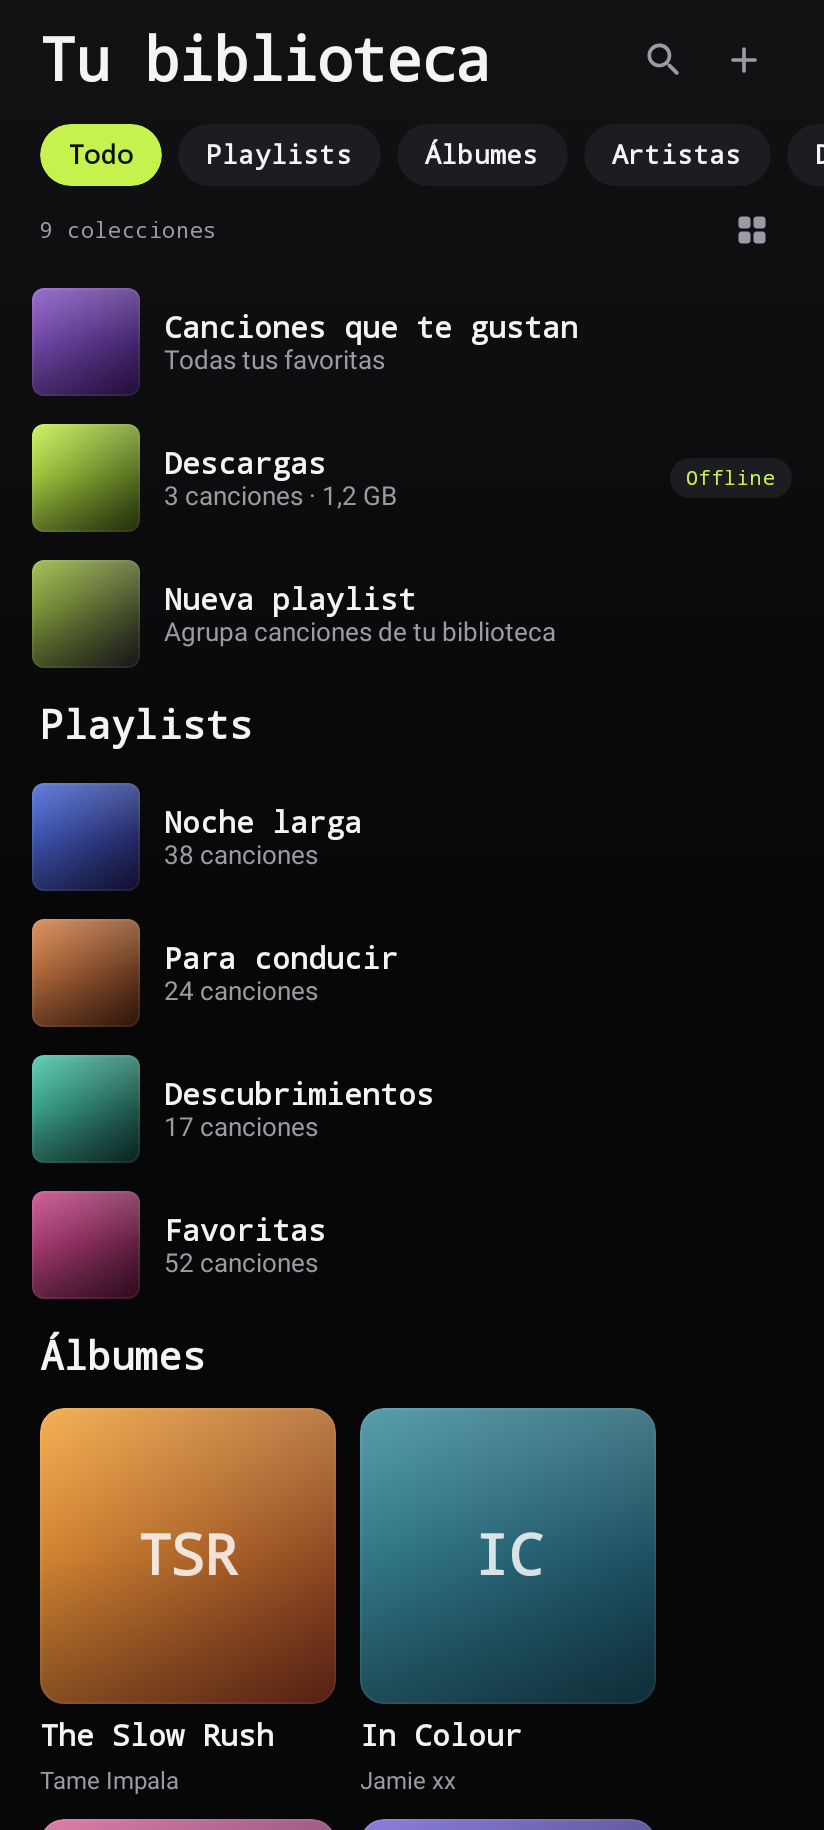 Tu biblioteca
Todo
Playlists
Álbumes
Artistas
9 colecciones
Canciones que te gustan
Todas tus favoritas
Descargas
3 canciones · 1,2 GB
Offline
Nueva playlist
Agrupa canciones de tu biblioteca
Playlists
Noche larga
38 canciones
Para conducir
24 canciones
Descubrimientos
17 canciones
Favoritas
52 canciones
Álbumes
TSR
IC
The Slow Rush
In Colour
Tame Impala
Jamie xx